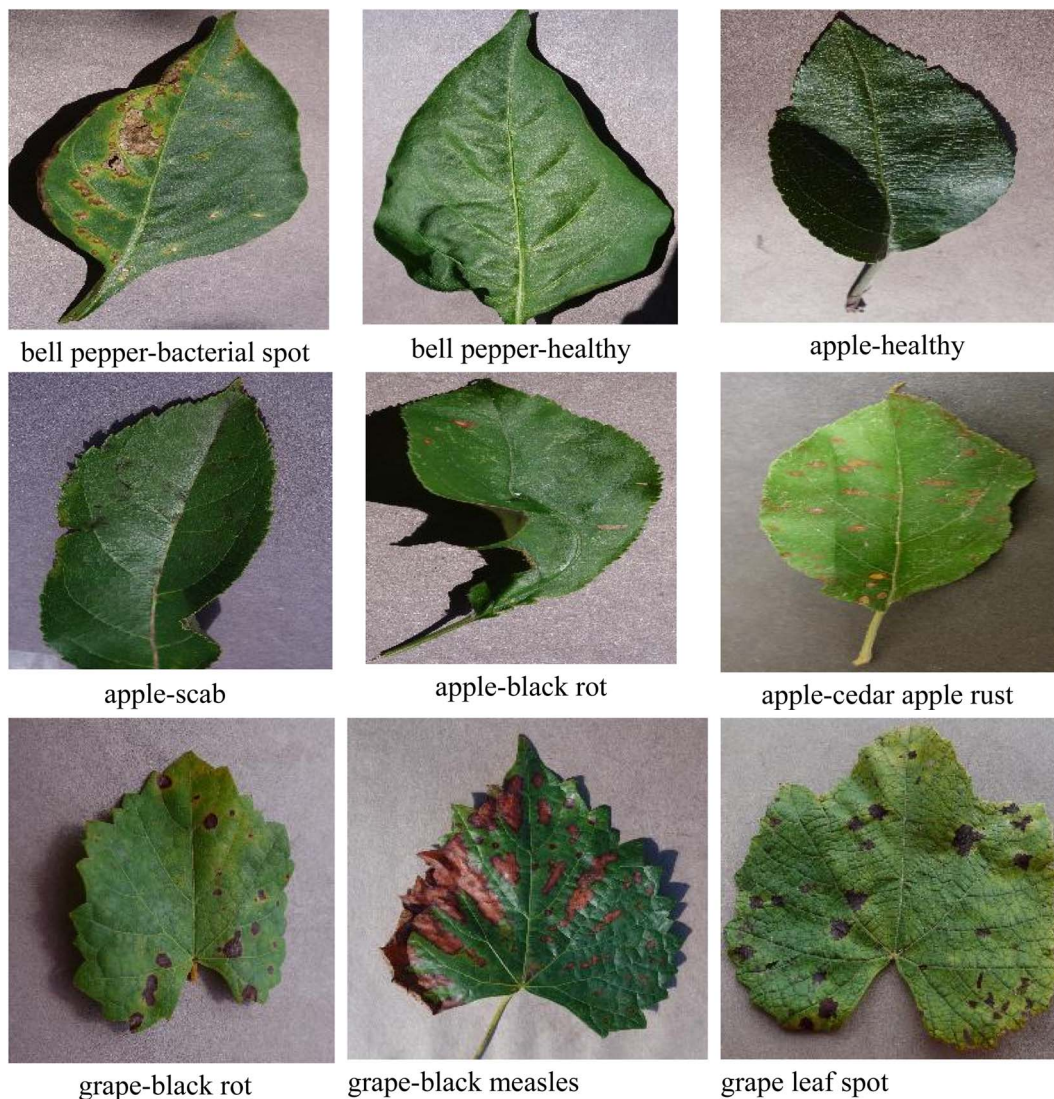 bell pepper-bacterial spot
bell pepper-healthy
apple-healthy
apple-scab
apple-black rot
apple-cedar apple rust
grape-black rot
grape-black measles
grape leaf spot